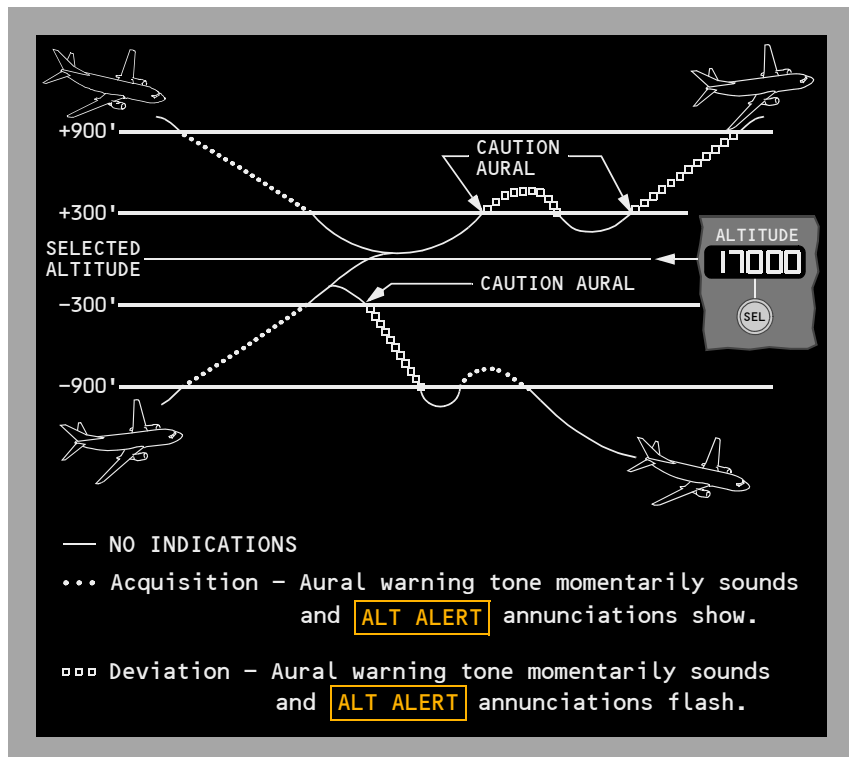 +900'
CAUTION
AURAL
+300'
ALTITUDE
SELECTED
ALTITUDE
17000
CAUTION AURAL
-300'
SEL
-900'
NO INDICATIONS
Acquisition - Aural warning tone momentarily sounds
and ALT ALERT annunciations show.
Deviation - Aural warning tone momentarily sounds
and ALT ALERT annunciations flash.